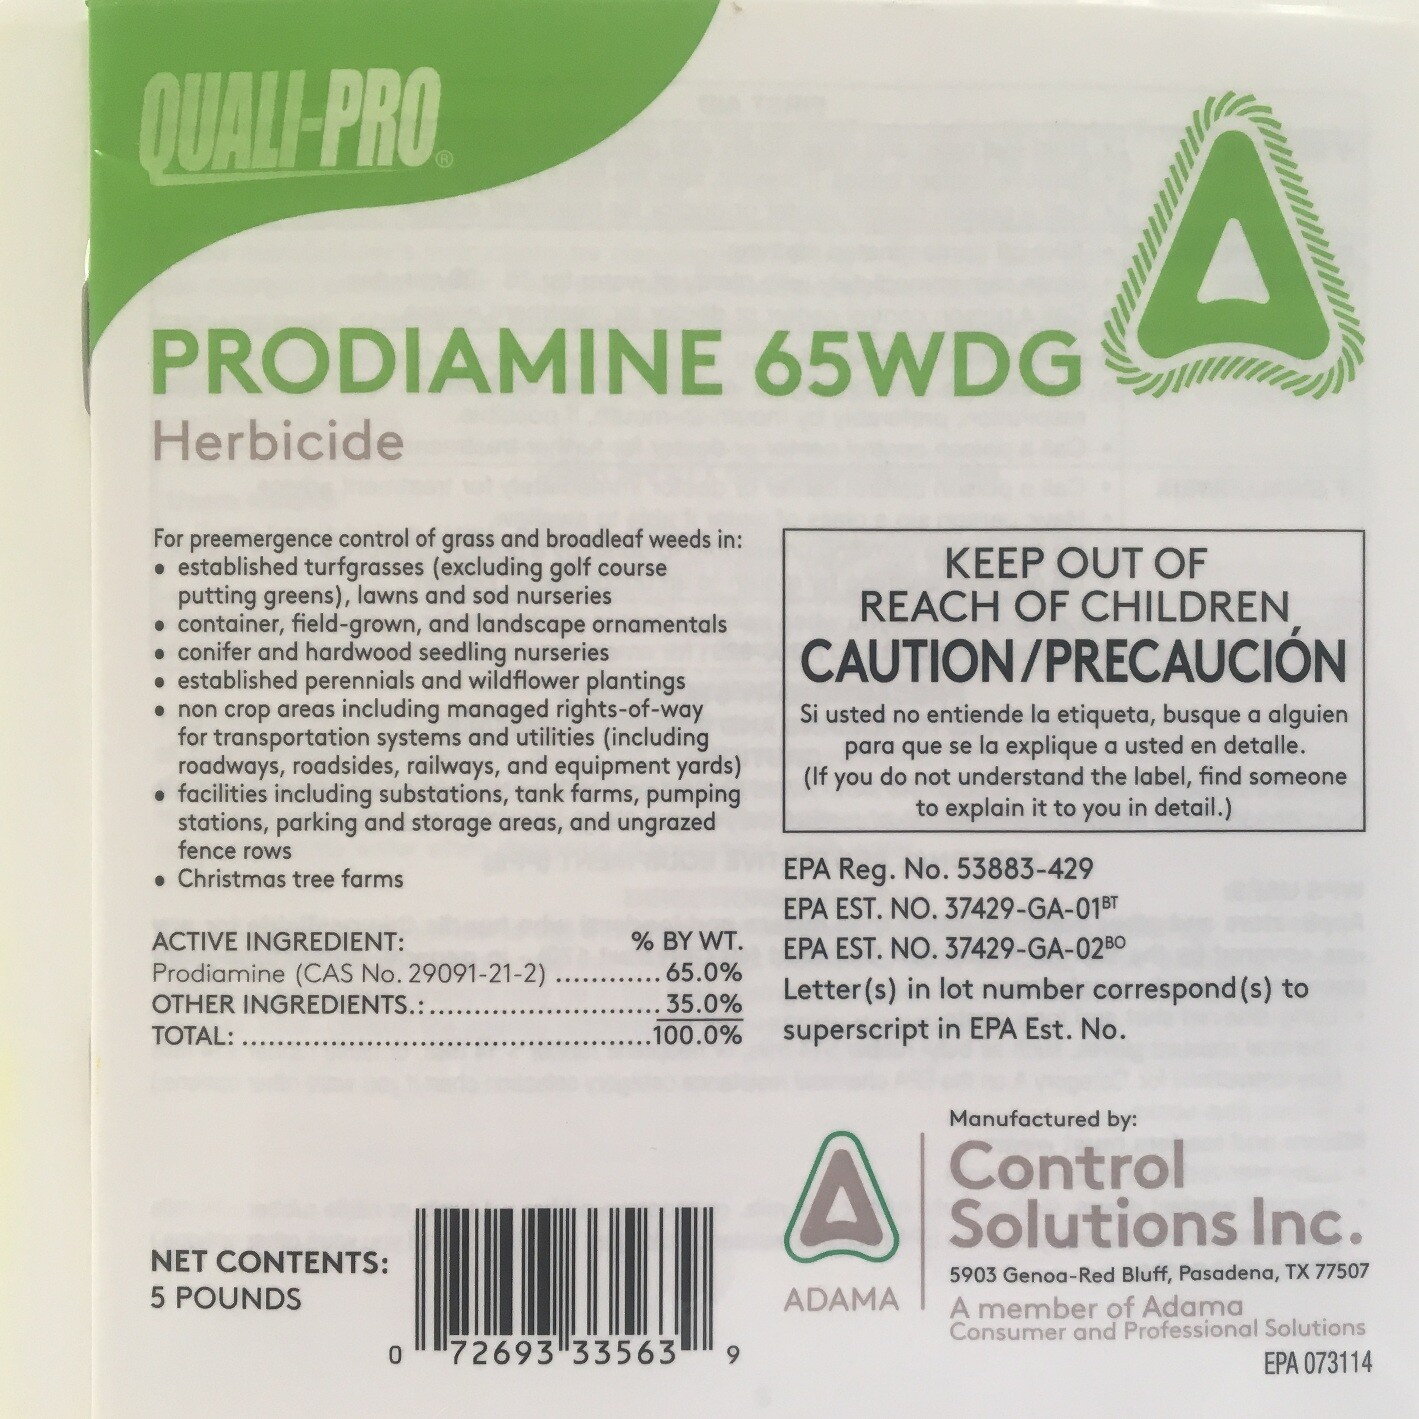 QUALI-PRO®
PRODIAMINE 65WDG
Herbicide
For preemergence control of grass and broadleaf weeds in:
• established turfgrasses (excluding golf course
putting greens), lawns and sod nurseries
• container, field-grown, and landscape ornamentals
• conifer and hardwood seedling nurseries
• established perennials and wildflower plantings
• non crop areas including managed rights-of-way
for transportation systems and utilities (including
roadways, roadsides, railways, and equipment yards)
• facilities including substations, tank farms, pumping
stations, parking and storage areas, and ungrazed
fence rows
• Christmas tree farms
ACTIVE INGREDIENT: % BY WT.
Prodiamine (CAS No. 29091-21-2) ............. 65.0%
OTHER INGREDIENTS.:............................. 35.0%
TOTAL: ...................................................100.0%
KEEP OUT OF
REACH OF CHILDREN
CAUTION/PRECAUCIÓN
Si usted no entiende la etiqueta, busque a alguien
para que se la explique a usted en detalle.
(If you do not understand the label, find someone
to explain it to you in detail.)
EPA Reg. No. 53883-429
EPA EST. NO. 37429-GA-01BT
EPA EST. NO. 37429-GA-02BO
Letter(s) in lot number correspond(s) to
superscript in EPA Est. No.
NET CONTENTS:
5 POUNDS
0 72693 33563 9
ADAMA
Manufactured by:
Control
Solutions Inc.
5903 Genoa-Red Bluff, Pasadena, TX 77507
A member of Adama
Consumer and Professional Solutions
EPA 073114